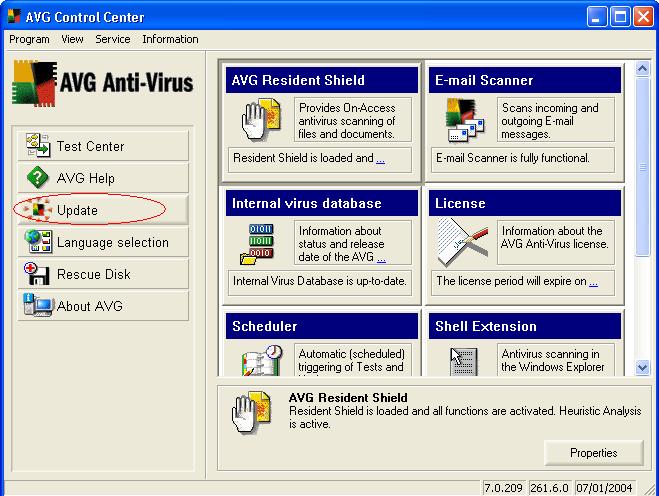 AVG Control Center
Program View Service Information
AVG Anti-Virus
Test Center
AVG Help
Update
Language selection
Rescue Disk
About AVG
AVG Resident Shield
Provides On-Access
antivirus scanning of
files and documents.
Resident Shield is loaded and ...
E-mail Scanner
Scans incoming and
outgoing E-mail
messages.
E-mail Scanner is fully functional.
Internal virus database
01011
11011
0010
Information about
status and release
date of the AVG ...
Internal Virus Database is up-to-date.
License
Information about the
AVG Anti-Virus license.
The license period will expire on ...
Scheduler
Automatic (scheduled)
triggering of Tests and
Shell Extension
Antivirus scanning in
the Windows Explorer
AVG Resident Shield
Resident Shield is loaded and all functions are activated. Heuristic Analysis
is active.
Properties
7.0.209 261.6.0 07/01/2004